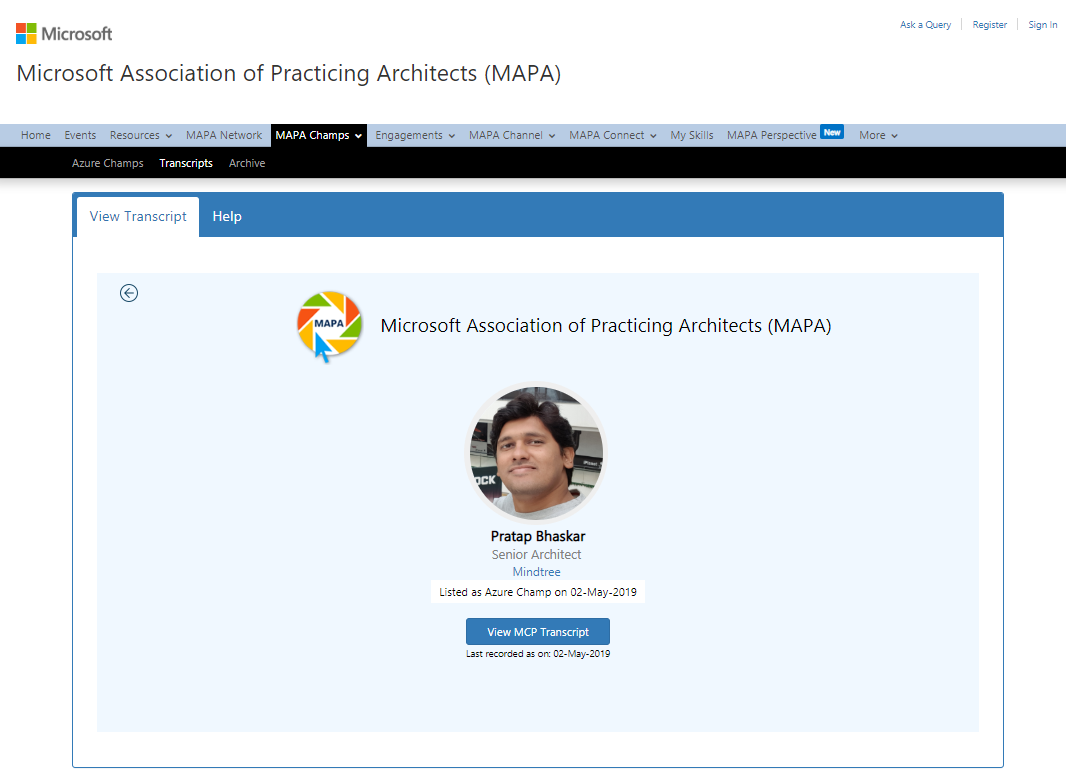 Microsoft
Ask a Query Register Sign In
Microsoft Association of Practicing Architects (MAPA)
Home Events Resources MAPA Network MAPA Champs Engagements MAPA Channel MAPA Connect My Skills MAPA Perspective New More
Azure Champs Transcripts Archive
View Transcript Help
MAPA
Microsoft Association of Practicing Architects (MAPA)
OCK
Pratap Bhaskar
Senior Architect
Mindtree
Listed as Azure Champ on 02-May-2019
View MCP Transcript
Last recorded as on: 02-May-2019